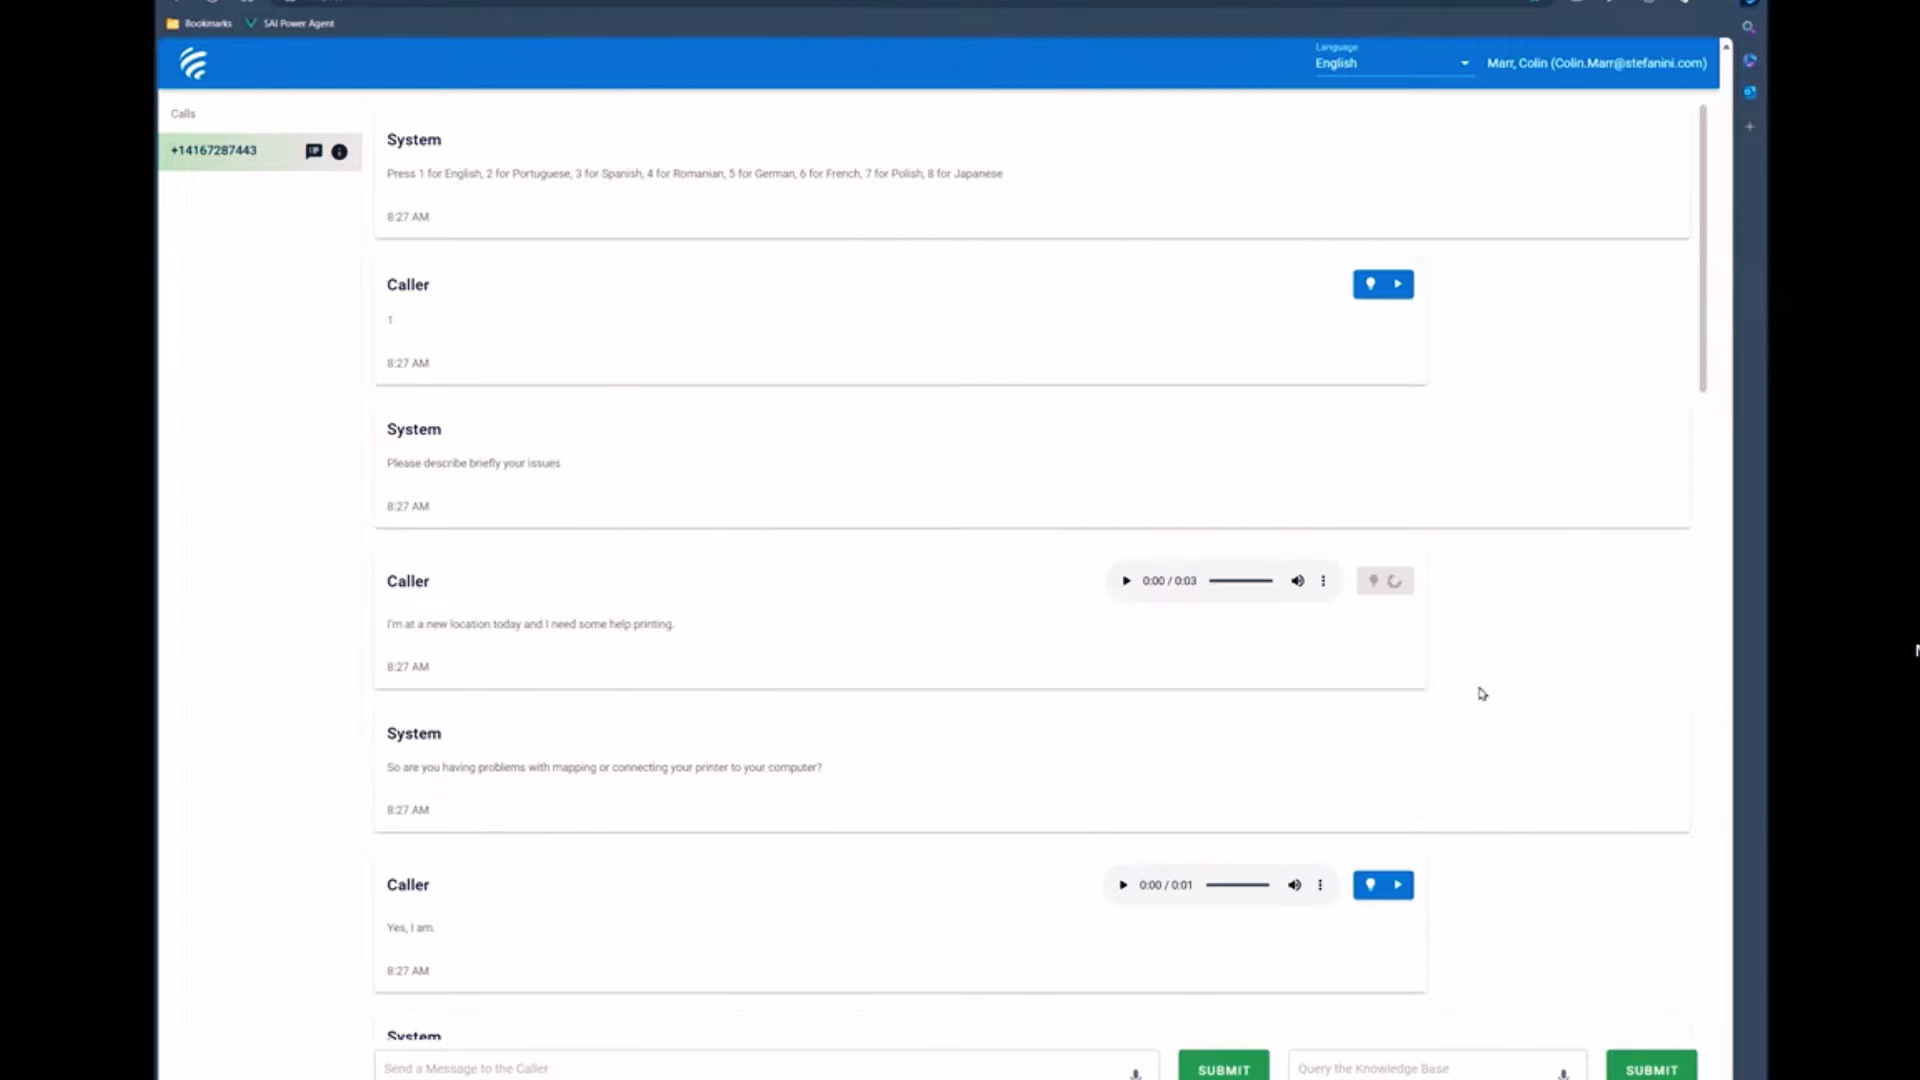 Bookmarks SAI Power Agent
Language
English
Marr, Colin (Colin.Marr@stefanini.com)
Calls
+14167287443
System
Press 1 for English, 2 for Portuguese, 3 for Spanish, 4 for Romanian, 5 for German, 6 for French, 7 for Polish, 8 for Japanese
8:27 AM
Caller
1
8:27 AM
System
Please describe briefly your issues
8:27 AM
Caller
0:00 / 0:03
I'm at a new location today and I need some help printing.
8:27 AM
System
So are you having problems with mapping or connecting your printer to your computer?
8:27 AM
Caller
0:00 / 0:01
Yes, I am.
8:27 AM
System
Send a Message to the Caller SUBMIT Query the Knowledge Base SUBMIT